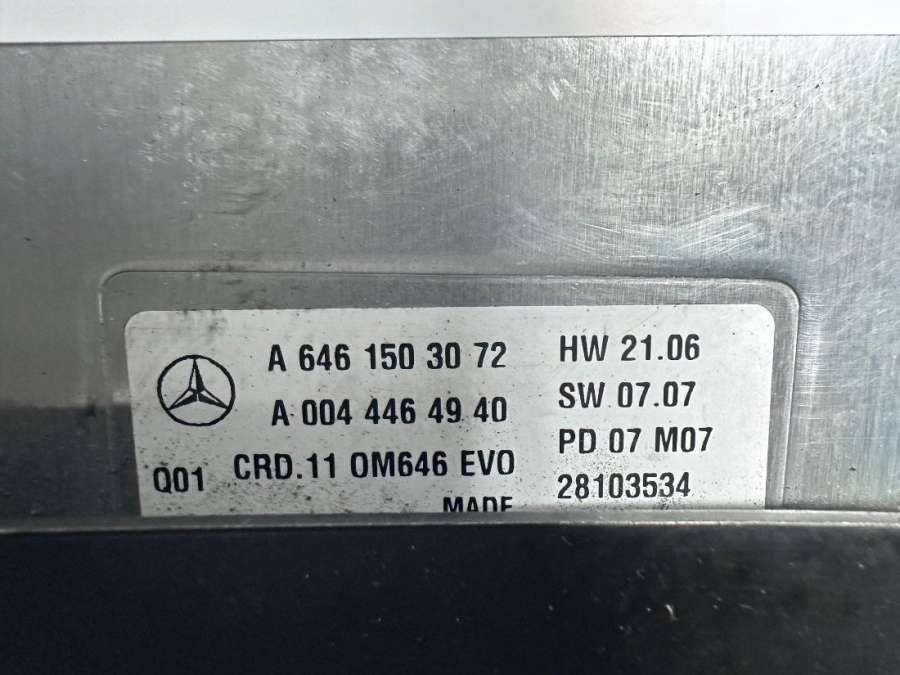 A 646 150 30 72
A 004 446 49 40
Q01 CRD.11 OM646 EVO
MADE
HW 21.06
SW 07.07
PD 07 M07
28103534